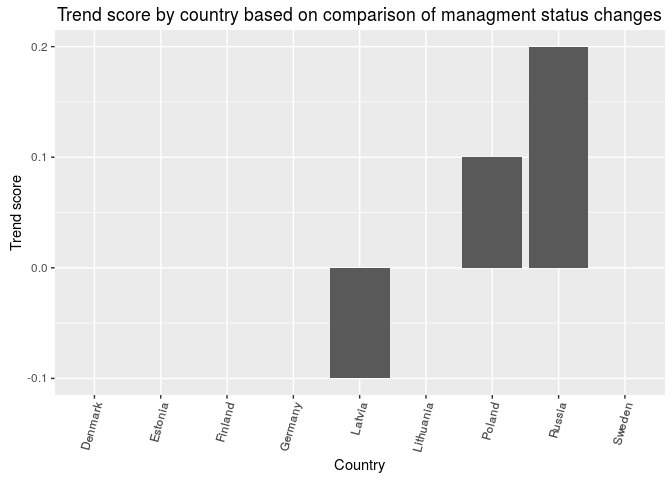 Trend score by country based on comparison of managment status changes
0.2
0.1
0.0
-0.1
Trend score
Denmark
Estonia
Finland
Germany
Latvia
Lithuania
Poland
Russia
Sweden
Country